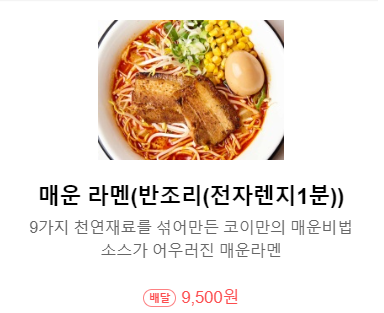 매운 라멘(반조리(전자렌지1분))
9가지 천연재료를 섞어만든 코이만의 매운비법
소스가 어우러진 매운라멘
배달 9,500원